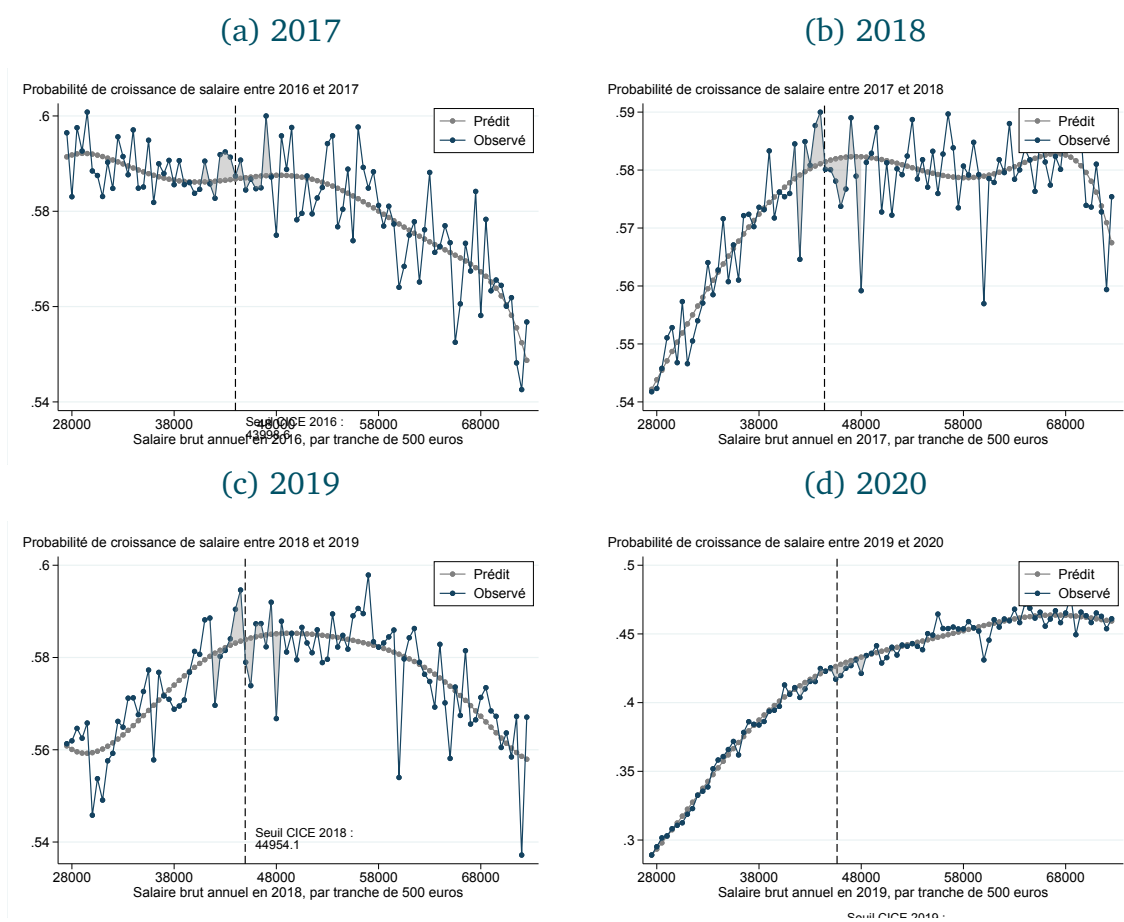 (a) 2017
Probabilité de croissance de salaire entre 2016 et 2017
.6
.58
.56
.54
Prédit
Observé
28000 38000 48000 58000 68000
Seuil CICE 2016 :
43998.6
Salaire brut annuel en 2016, par tranche de 500 euros
(b) 2018
Probabilité de croissance de salaire entre 2017 et 2018
.59
.58
.57
.56
.55
.54
Prédit
Observé
28000 38000 48000 58000 68000
Salaire brut annuel en 2017, par tranche de 500 euros
(c) 2019
Probabilité de croissance de salaire entre 2018 et 2019
.6
.58
.56
.54
Prédit
Observé
Seuil CICE 2018 :
44954.1
28000 38000 48000 58000 68000
Salaire brut annuel en 2018, par tranche de 500 euros
(d) 2020
Probabilité de croissance de salaire entre 2019 et 2020
.5
.45
.4
.35
.3
Prédit
Observé
28000 38000 48000 58000 68000
Salaire brut annuel en 2019, par tranche de 500 euros
Seuil CICE 2019 :